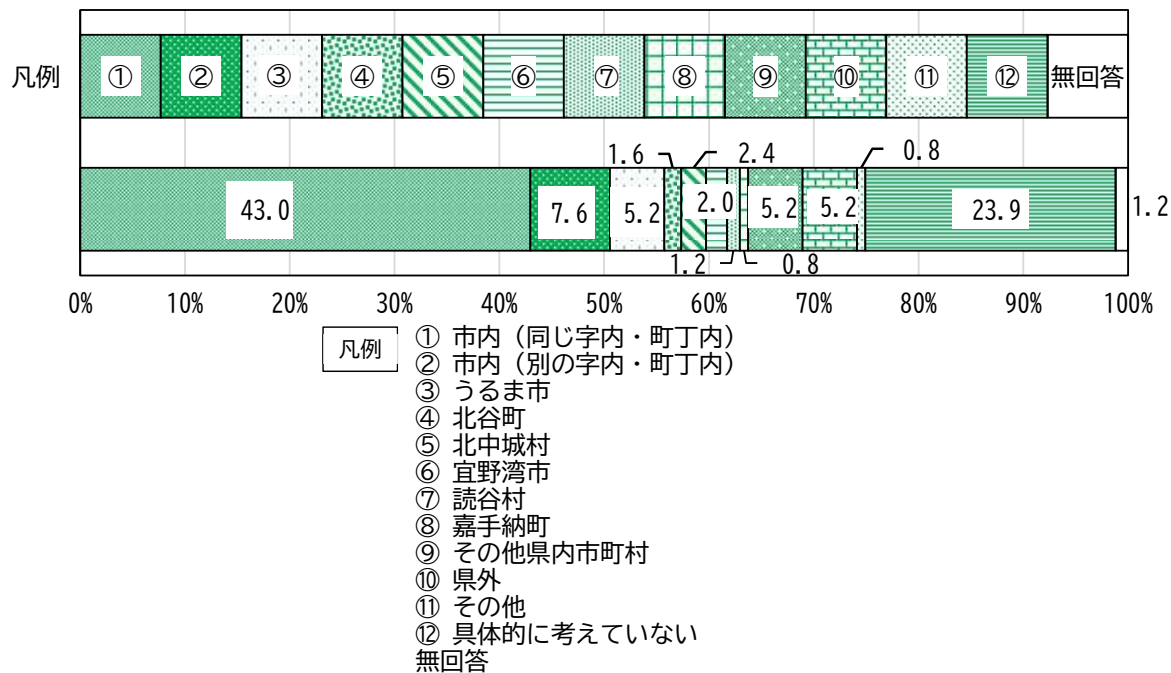 凡例 ① ② ③ ④ ⑤ ⑥ ⑦ ⑧ ⑨ ⑩ ⑪ ⑫ 無回答
1.6 2.4 0.8
43.0 7.6 5.2 2.0 5.2 5.2 23.9 1.2
1.2 0.8
0% 10% 20% 30% 40% 50% 60% 70% 80% 90% 100%
凡例
① 市内（同じ字内・町丁内）
② 市内（別の字内・町丁内）
③ うるま市
④ 北谷町
⑤ 北中城村
⑥ 宜野湾市
⑦ 読谷村
⑧ 嘉手納町
⑨ その他県内市町村
⑩ 県外
⑪ その他
⑫ 具体的に考えていない
無回答